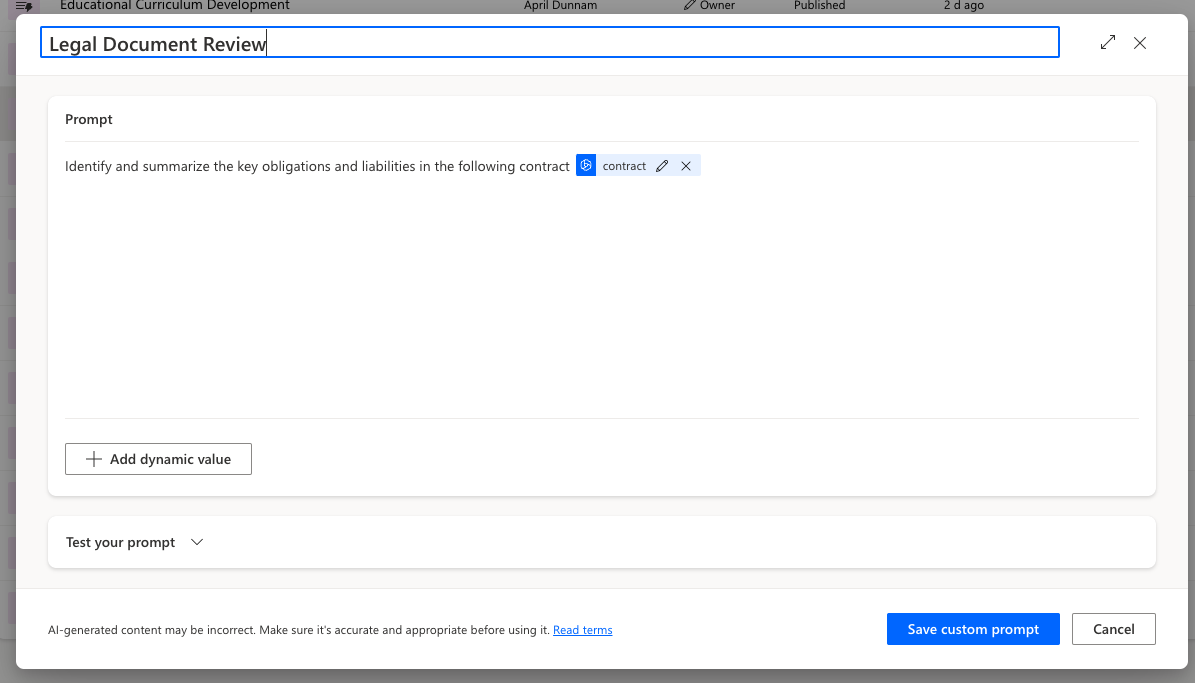 Educational Curriculum Development April Dunnam Owner Published 2 d ago
Legal Document Review
Prompt
Identify and summarize the key obligations and liabilities in the following contract contract
Add dynamic value
Test your prompt
AI-generated content may be incorrect. Make sure it's accurate and appropriate before using it. Read terms
Save custom prompt Cancel